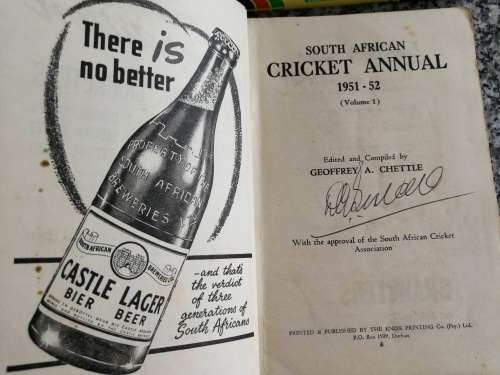 There is
no better
PROPERTY OF THE
SOUTH AFRICAN
BREWERIES
SOUTH AFRICAN
BREWERIES LTD
CASTLE LAGER
BIER BEER
-and that's
the verdict
of three
generations of
South Africans
SOUTH AFRICAN
CRICKET ANNUAL
1951 - 52
(Volume 1)
Edited and Compiled by
GEOFFREY A. CHETTLE
With the approval of the South African Cricket
Association
PRINTED & PUBLISHED BY THE KNOX PRINTING CO. (Pty.) Ltd.
P.O. Box 1539, Durban